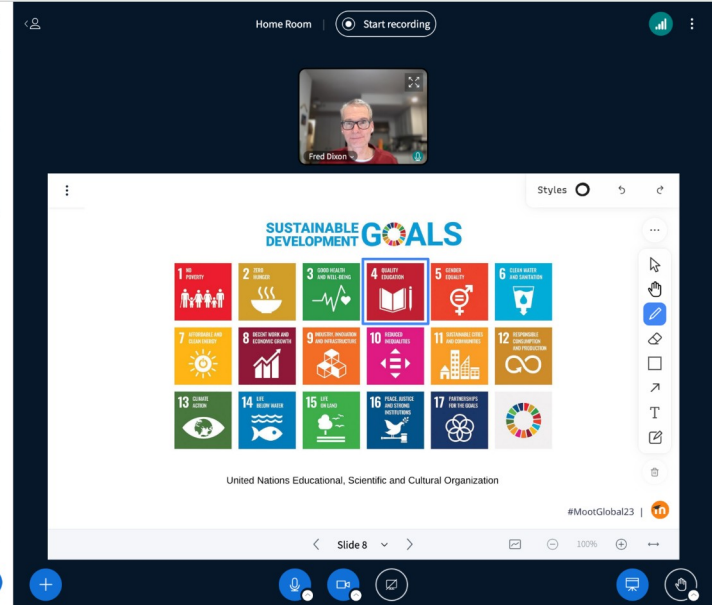 Home Room | Start recording
Fred Dixon
Styles
SUSTAINABLE
DEVELOPMENT GOALS
1 NO
POVERTY
2 ZERO
HUNGER
3 GOOD HEALTH
AND WELL-BEING
4 QUALITY
EDUCATION
5 GENDER
EQUALITY
6 CLEAN WATER
AND SANITATION
7 AFFORDABLE AND
CLEAN ENERGY
8 DECENT WORK AND
ECONOMIC GROWTH
9 INDUSTRY, INNOVATION
AND INFRASTRUCTURE
10 REDUCED
INEQUALITIES
11 SUSTAINABLE CITIES
AND COMMUNITIES
12 RESPONSIBLE
CONSUMPTION
AND PRODUCTION
13 CLIMATE
ACTION
14 LIFE
BELOW WATER
15 LIFE
ON LAND
16 PEACE, JUSTICE
AND STRONG
INSTITUTIONS
17 PARTNERSHIPS
FOR THE GOALS
United Nations Educational, Scientific and Cultural Organization
#MootGlobal23 | m
Slide 8
100%